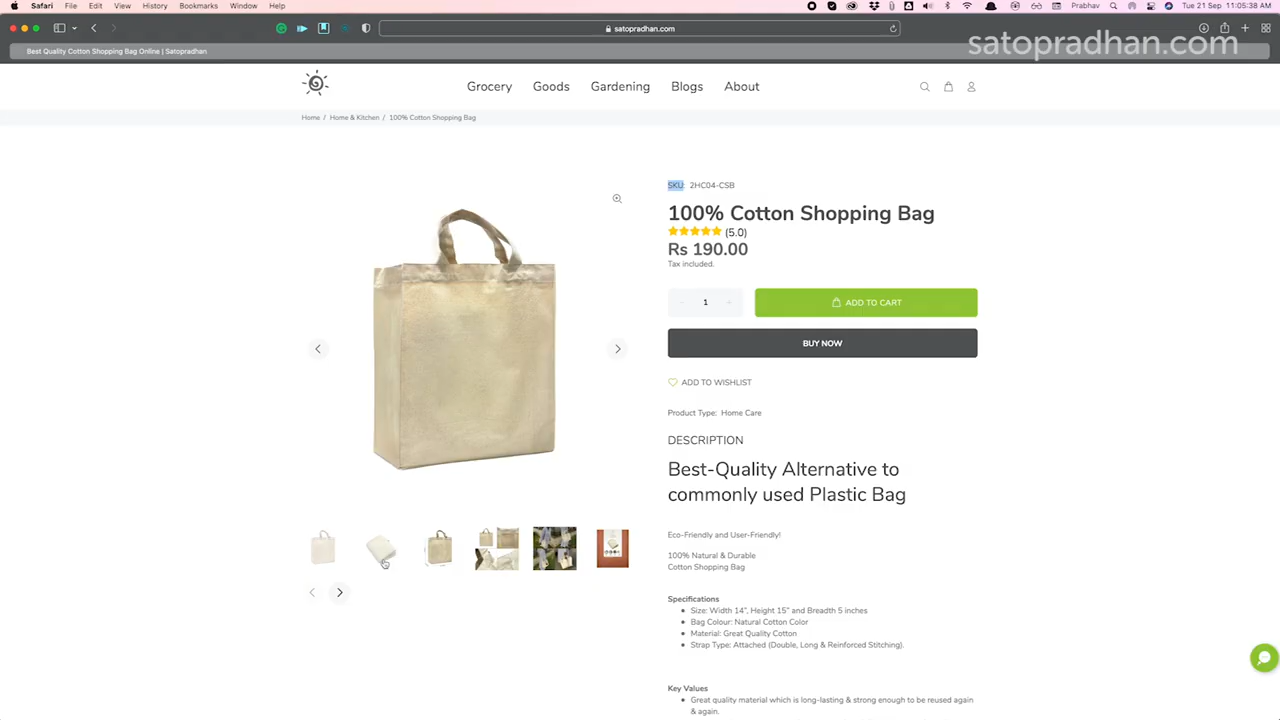 Safari File Edit View History Bookmarks Window Help Prabhav Tue 21 Sep 11:05:38 AM
satopradhan.com
Best Quality Cotton Shopping Bag Online | Satopradhan
satopradhan.com
Grocery Goods Gardening Blogs About
Home / Home & Kitchen / 100% Cotton Shopping Bag
SKU: 2HC04-CSB
100% Cotton Shopping Bag
(5.0)
Rs 190.00
Tax included.
− 1 +
ADD TO CART
BUY NOW
ADD TO WISHLIST
Product Type: Home Care
DESCRIPTION
Best-Quality Alternative to
commonly used Plastic Bag
Eco-Friendly and User-Friendly!
100% Natural & Durable
Cotton Shopping Bag
Specifications
Size: Width 14", Height 15" and Breadth 5 inches
Bag Colour: Natural Cotton Color
Material: Great Quality Cotton
Strap Type: Attached (Double, Long & Reinforced Stitching).
Key Values
Great quality material which is long-lasting & strong enough to be reused again
& again.